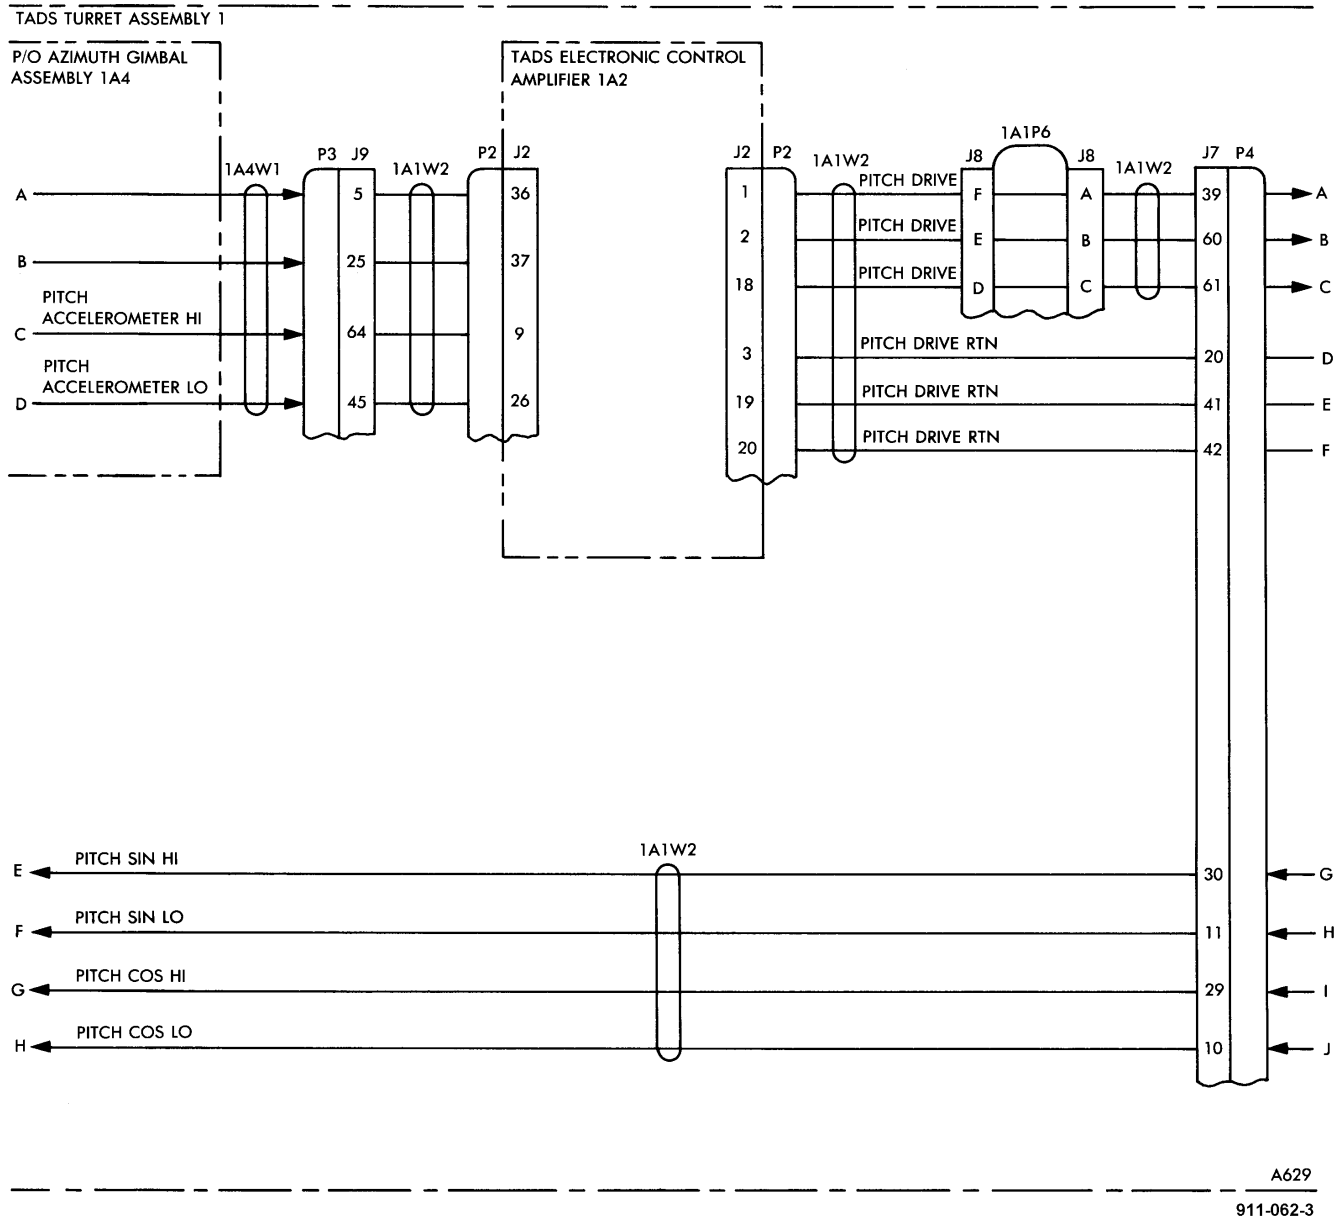 TADS TURRET ASSEMBLY 1
P/O AZIMUTH GIMBAL
ASSEMBLY 1A4
TADS ELECTRONIC CONTROL
AMPLIFIER 1A2
1A1P6
1A4W1
P3 J9
1A1W2
P2 J2
J2 P2
1A1W2
J8
J8
1A1W2
J7 P4
A
5
36
1
PITCH DRIVE
F
A
39
A
B
25
37
2
PITCH DRIVE
E
B
60
B
18
PITCH DRIVE
D
C
61
C
PITCH
ACCELEROMETER HI
C
64
9
3
PITCH DRIVE RTN
20
D
PITCH
ACCELEROMETER LO
D
45
26
19
PITCH DRIVE RTN
41
E
20
PITCH DRIVE RTN
42
F
1A1W2
E
PITCH SIN HI
30
G
F
PITCH SIN LO
11
H
G
PITCH COS HI
29
I
H
PITCH COS LO
10
J
A629
911-062-3